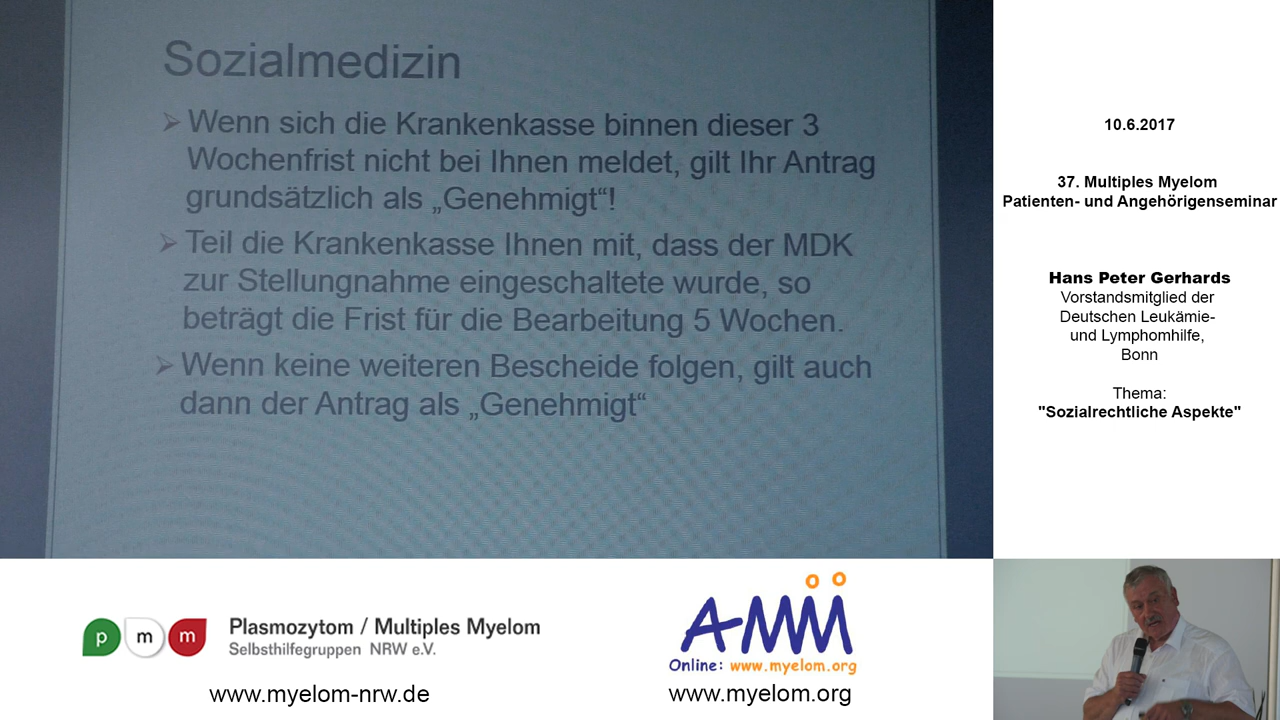 Sozialmedizin
➢ Wenn sich die Krankenkasse binnen dieser 3
Wochenfrist nicht bei Ihnen meldet, gilt Ihr Antrag
grundsätzlich als „Genehmigt“!
➢ Teil die Krankenkasse Ihnen mit, dass der MDK
zur Stellungnahme eingeschaltete wurde, so
beträgt die Frist für die Bearbeitung 5 Wochen.
➢ Wenn keine weiteren Bescheide folgen, gilt auch
dann der Antrag als „Genehmigt“
10.6.2017
37. Multiples Myelom
Patienten- und Angehörigenseminar
Hans Peter Gerhards
Vorstandsmitglied der
Deutschen Leukämie-
und Lymphomhilfe,
Bonn
Thema:
"Sozialrechtliche Aspekte"
p m m
Plasmozytom / Multiples Myelom
Selbsthilfegruppen NRW e.V.
www.myelom-nrw.de
AMM
Online: www.myelom.org
www.myelom.org